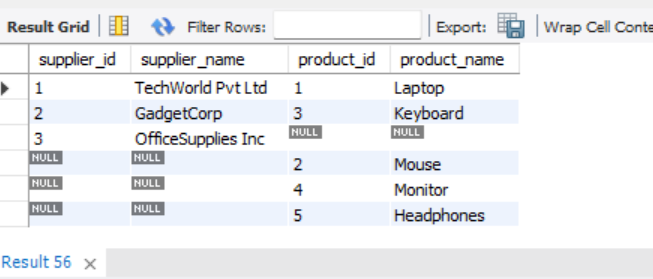 Result Grid Filter Rows: Export: Wrap Cell Conte
supplier_id supplier_name product_id product_name
1 TechWorld Pvt Ltd 1 Laptop
2 GadgetCorp 3 Keyboard
3 OfficeSupplies Inc NULL NULL
NULL NULL 2 Mouse
NULL NULL 4 Monitor
NULL NULL 5 Headphones
Result 56